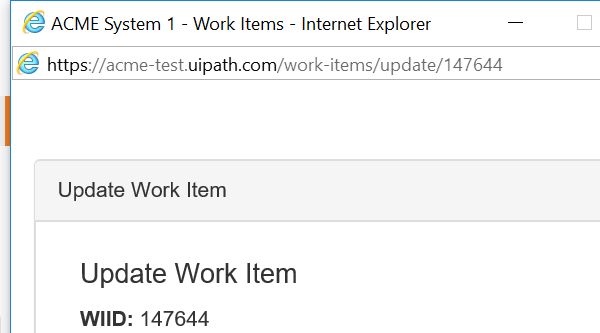 ACME System 1 - Work Items - Internet Explorer
https://acme-test.uipath.com/work-items/update/147644
Update Work Item
Update Work Item
WIID: 147644